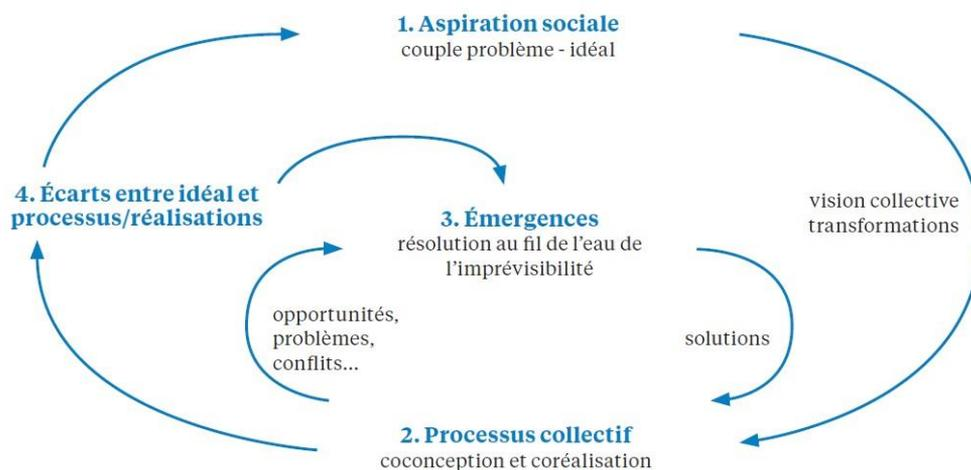 1. Aspiration sociale
couple problème - idéal
4. Écarts entre idéal et
processus/réalisations
vision collective
transformations
3. Émergences
résolution au fil de l’eau de
l’imprévisibilité
opportunités,
problèmes,
conflits...
solutions
2. Processus collectif
coconception et coréalisation